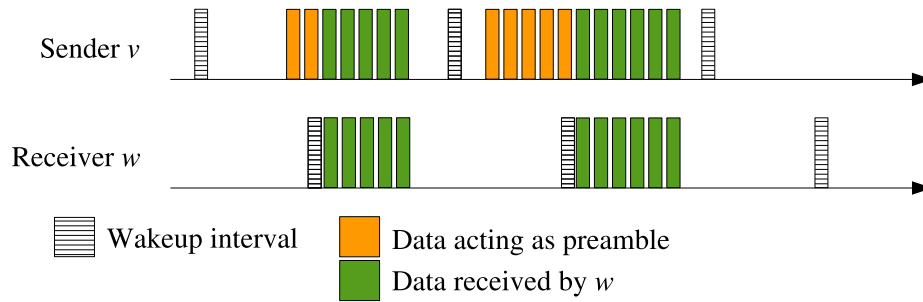 Sender v
Receiver w
Wakeup interval
Data acting as preamble
Data received by w